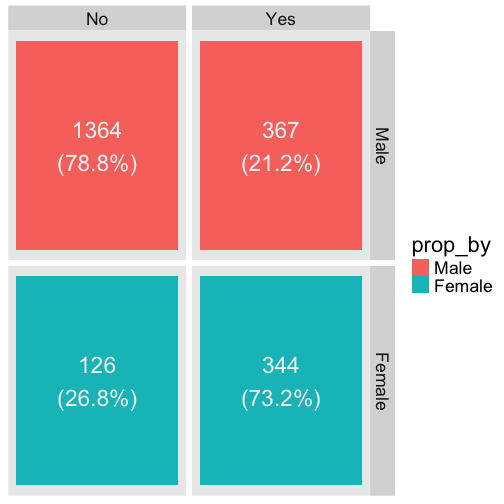 No
Yes
1364
(78.8%)
367
(21.2%)
Male
126
(26.8%)
344
(73.2%)
Female
prop_by
Male
Female